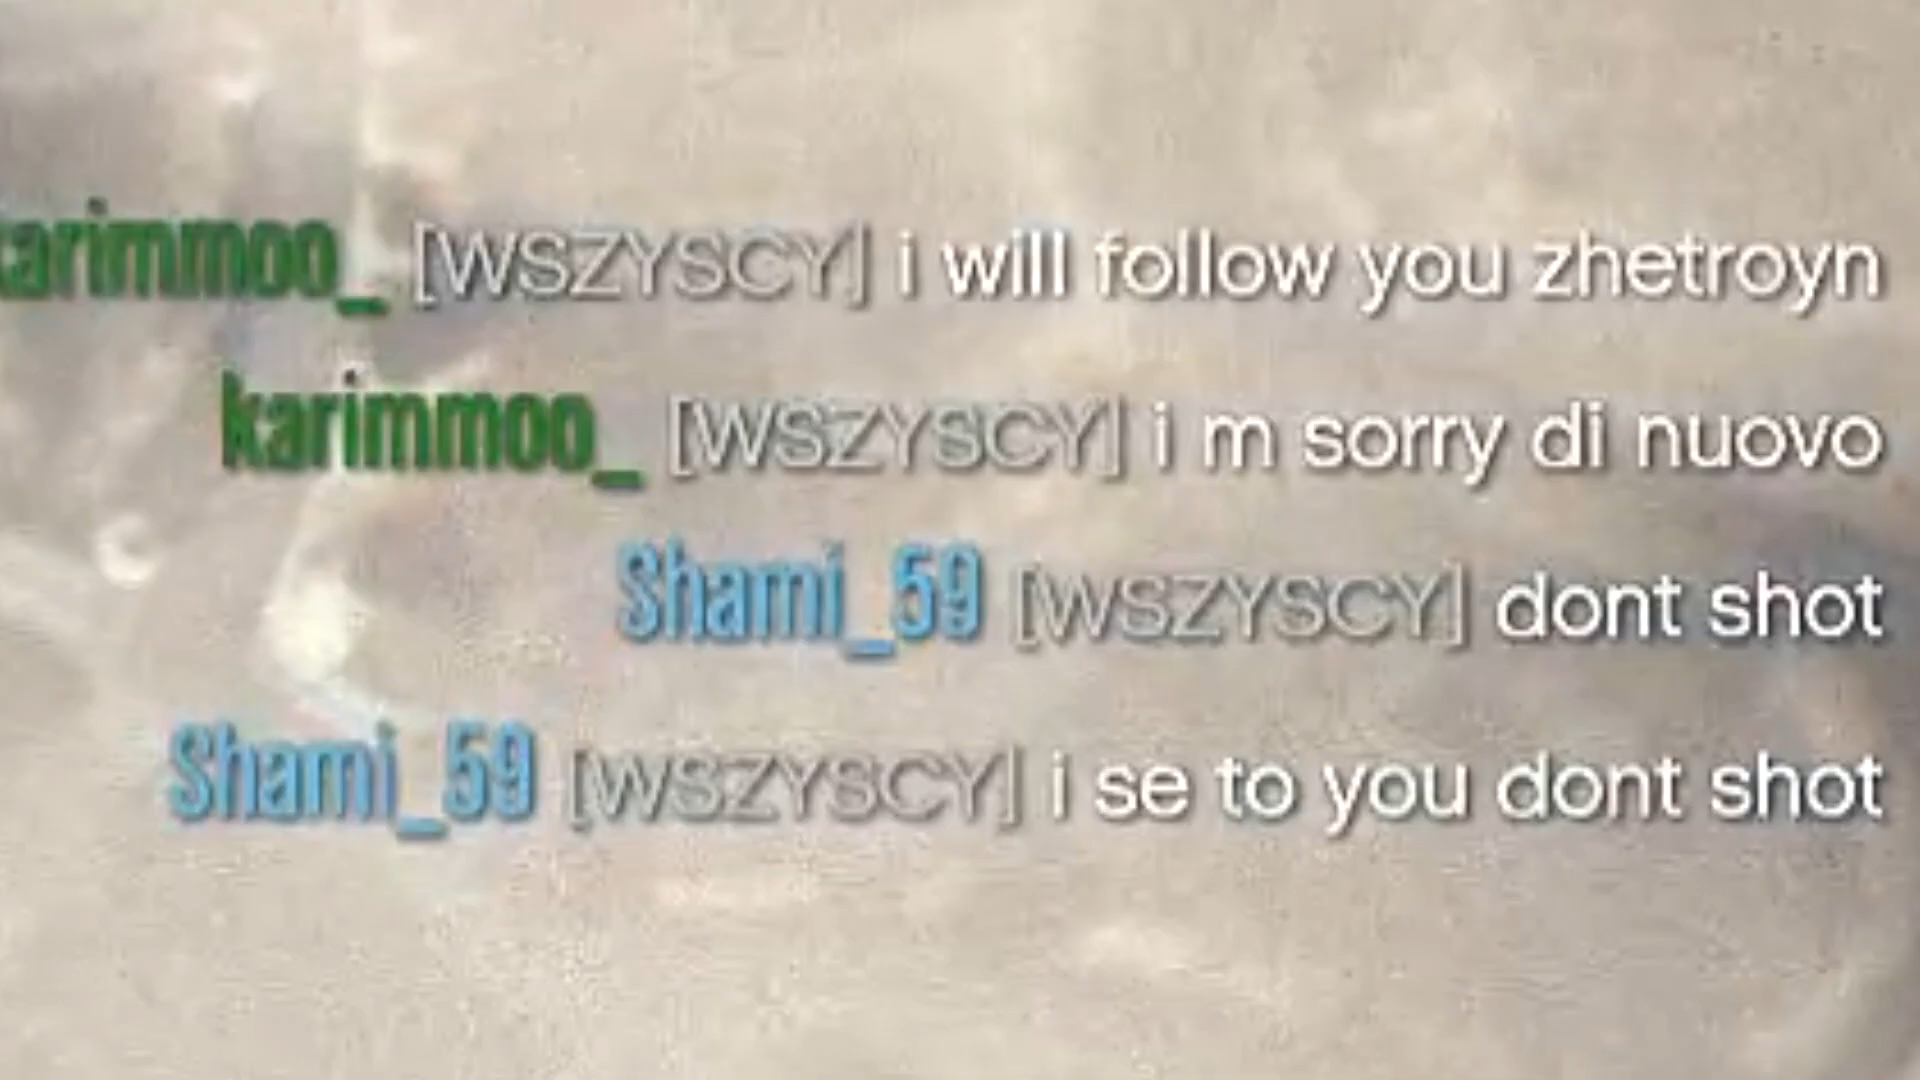 karimmoo_ [WSZYSCY] i will follow you zhetroyn
karimmoo_ [WSZYSCY] i m sorry di nuovo
Shami_59 [WSZYSCY] dont shot
Shami_59 [WSZYSCY] i se to you dont shot